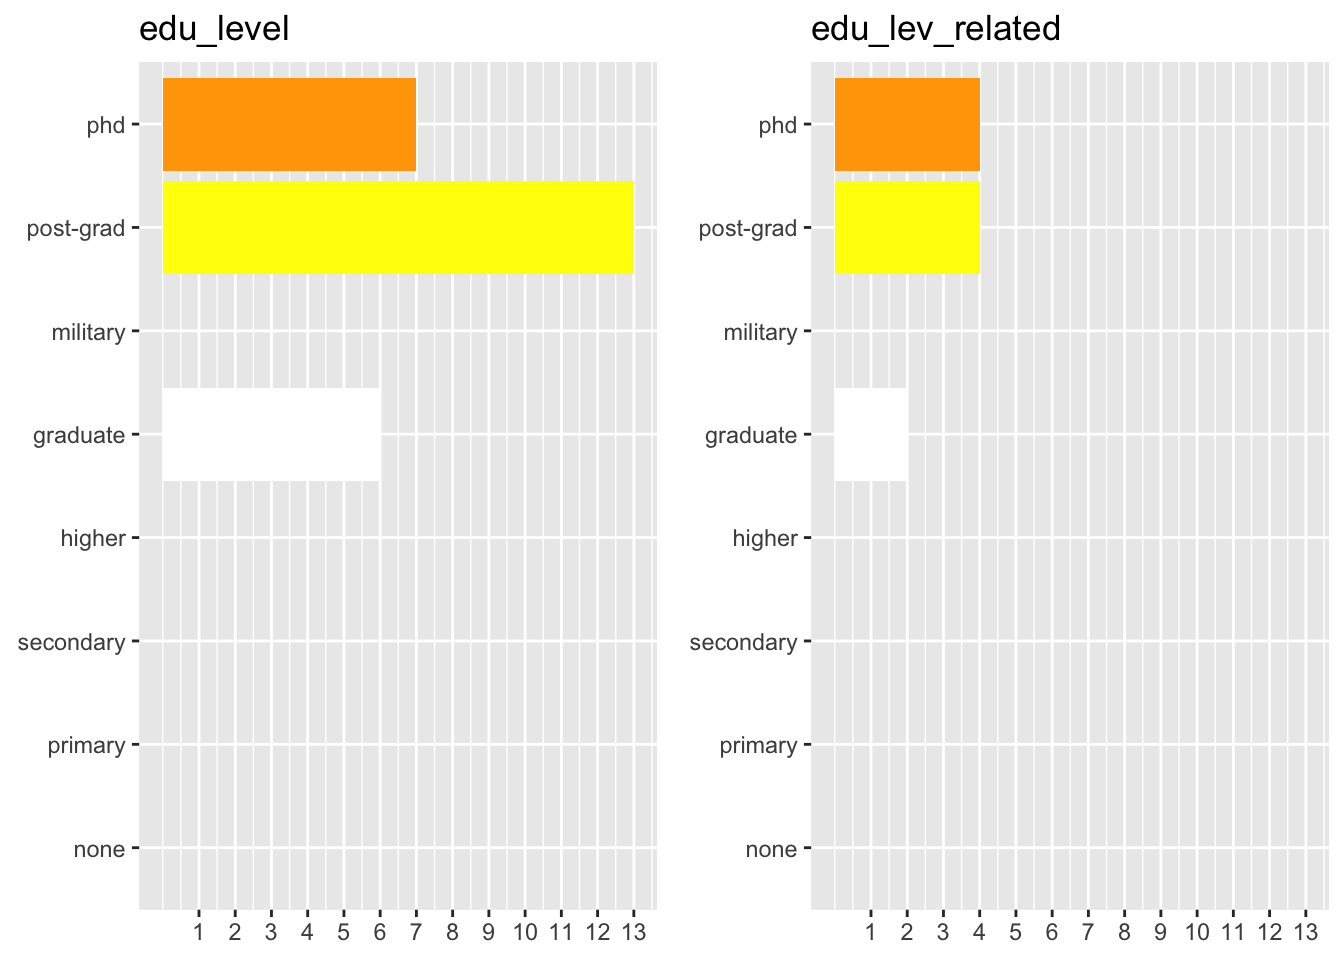 edu_level
phd
post-grad
military
graduate
higher
secondary
primary
none
1 2 3 4 5 6 7 8 9 10 11 12 13
edu_lev_related
phd
post-grad
military
graduate
higher
secondary
primary
none
1 2 3 4 5 6 7 8 9 10 11 12 13